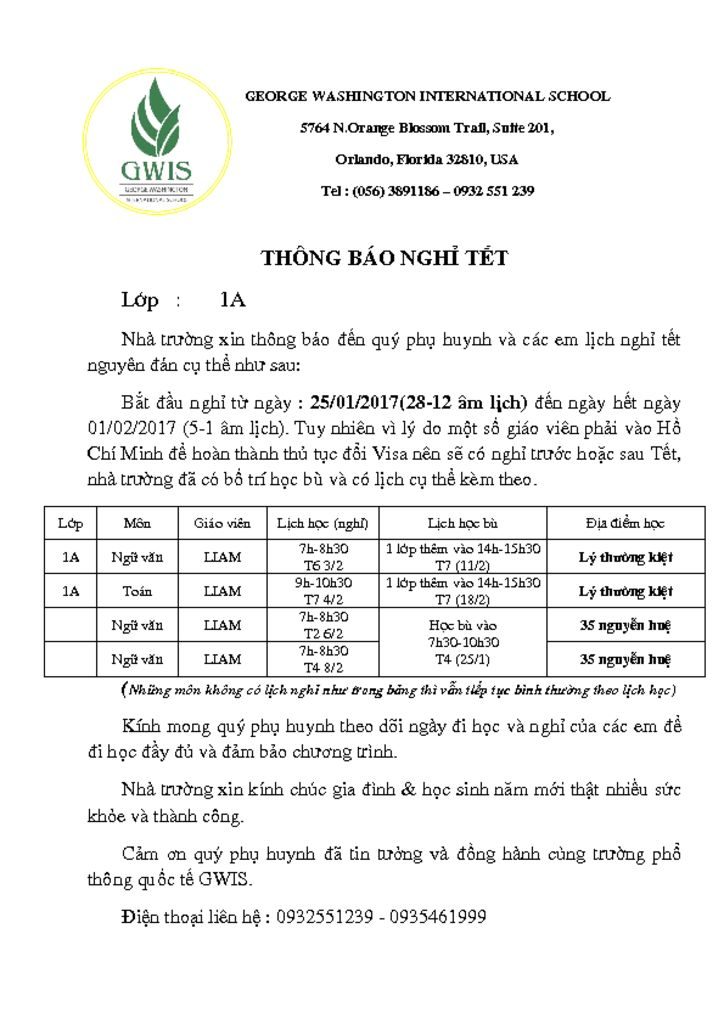 GWIS
GEORGE WASHINGTON
INTERNATIONAL SCHOOL
GEORGE WASHINGTON INTERNATIONAL SCHOOL
5764 N.Orange Blossom Trail, Suite 201,
Orlando, Florida 32810, USA
Tel : (056) 3891186 – 0932 551 239
THÔNG BÁO NGHỈ TẾT
Lớp : 1A
Nhà trường xin thông báo đến quý phụ huynh và các em lịch nghỉ tết
nguyên đán cụ thể như sau:
Bắt đầu nghỉ từ ngày : 25/01/2017(28-12 âm lịch) đến ngày hết ngày
01/02/2017 (5-1 âm lịch). Tuy nhiên vì lý do một số giáo viên phải vào Hồ
Chí Minh để hoàn thành thủ tục đổi Visa nên sẽ có nghỉ trước hoặc sau Tết,
nhà trường đã có bố trí học bù và có lịch cụ thể kèm theo.
Lớp Môn Giáo viên Lịch học (nghỉ) Lịch học bù Địa điểm học
1A Ngữ văn LIAM 7h-8h30 T6 3/2 1 lớp thêm vào 14h-15h30 T7 (11/2) Lý thường kiệt
1A Toán LIAM 9h-10h30 T7 4/2 1 lớp thêm vào 14h-15h30 T7 (18/2) Lý thường kiệt
Ngữ văn LIAM 7h-8h30 T2 6/2 Học bù vào 7h30-10h30 T4 (25/1) 35 nguyễn huệ
Ngữ văn LIAM 7h-8h30 T4 8/2 35 nguyễn huệ
(Những môn không có lịch nghỉ như trong bảng thì vẫn tiếp tục bình thường theo lịch học)
Kính mong quý phụ huynh theo dõi ngày đi học và nghỉ của các em để
đi học đầy đủ và đảm bảo chương trình.
Nhà trường xin kính chúc gia đình & học sinh năm mới thật nhiều sức
khỏe và thành công.
Cảm ơn quý phụ huynh đã tin tưởng và đồng hành cùng trường phổ
thông quốc tế GWIS.
Điện thoại liên hệ : 0932551239 - 0935461999